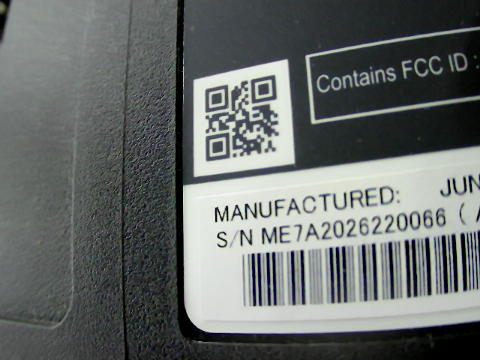 Contains FCC ID :
MANUFACTURED: JUN
S/N ME7A2026220066 ( A